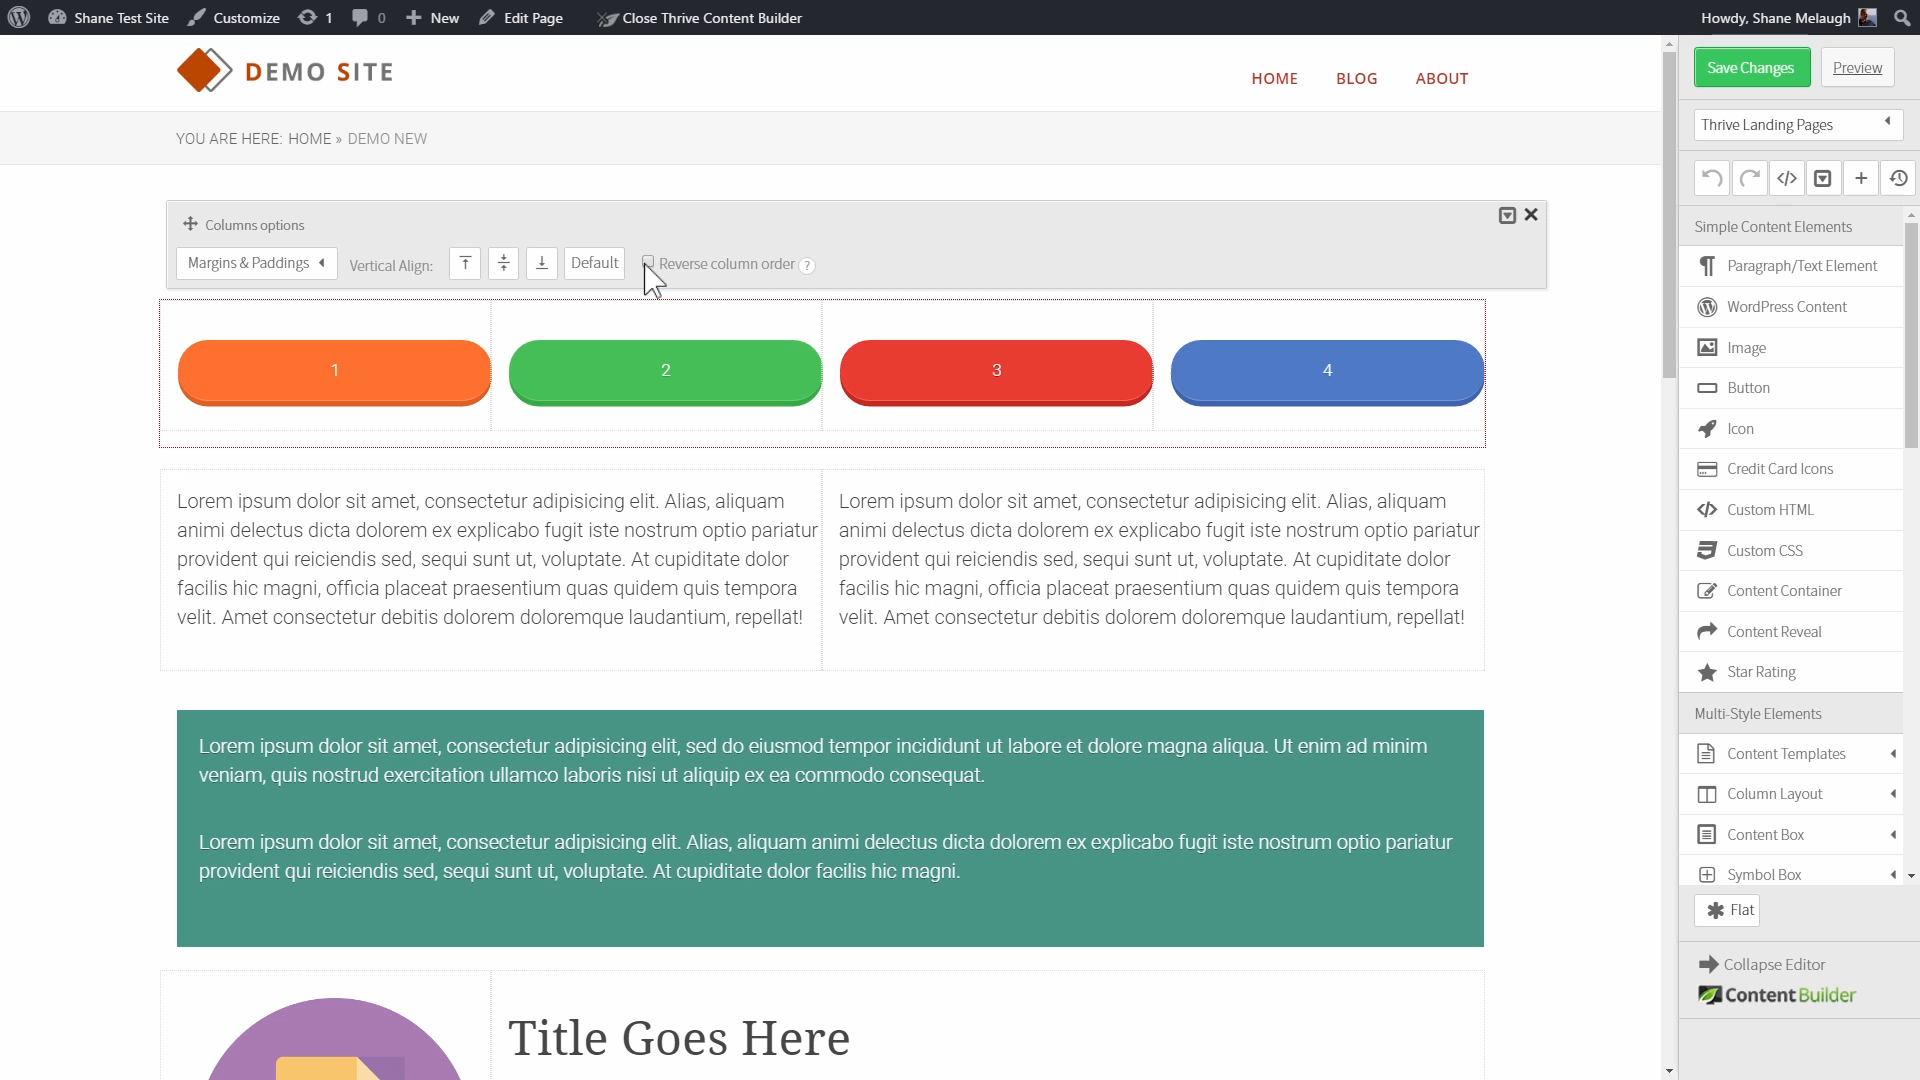 Shane Test Site Customize 1 0 New Edit Page Close Thrive Content Builder Howdy, Shane Melaugh
DEMO SITE
HOME BLOG ABOUT
Save Changes Preview
Thrive Landing Pages
YOU ARE HERE: HOME » DEMO NEW
Columns options
Margins & Paddings Vertical Align: Default Reverse column order ?
1 2 3 4
Lorem ipsum dolor sit amet, consectetur adipisicing elit. Alias, aliquam
animi delectus dicta dolorem ex explicabo fugit iste nostrum optio pariatur
provident qui reiciendis sed, sequi sunt ut, voluptate. At cupiditate dolor
facilis hic magni, officia placeat praesentium quas quidem quis tempora
velit. Amet consectetur debitis dolorem doloremque laudantium, repellat!
Lorem ipsum dolor sit amet, consectetur adipisicing elit. Alias, aliquam
animi delectus dicta dolorem ex explicabo fugit iste nostrum optio pariatur
provident qui reiciendis sed, sequi sunt ut, voluptate. At cupiditate dolor
facilis hic magni, officia placeat praesentium quas quidem quis tempora
velit. Amet consectetur debitis dolorem doloremque laudantium, repellat!
Lorem ipsum dolor sit amet, consectetur adipisicing elit, sed do eiusmod tempor incididunt ut labore et dolore magna aliqua. Ut enim ad minim
veniam, quis nostrud exercitation ullamco laboris nisi ut aliquip ex ea commodo consequat.
Lorem ipsum dolor sit amet, consectetur adipisicing elit. Alias, aliquam animi delectus dicta dolorem ex explicabo fugit iste nostrum optio pariatur
provident qui reiciendis sed, sequi sunt ut, voluptate. At cupiditate dolor facilis hic magni.
Title Goes Here
Simple Content Elements
Paragraph/Text Element
WordPress Content
Image
Button
Icon
Credit Card Icons
Custom HTML
Custom CSS
Content Container
Content Reveal
Star Rating
Multi-Style Elements
Content Templates
Column Layout
Content Box
Symbol Box
Flat
Collapse Editor
Content Builder